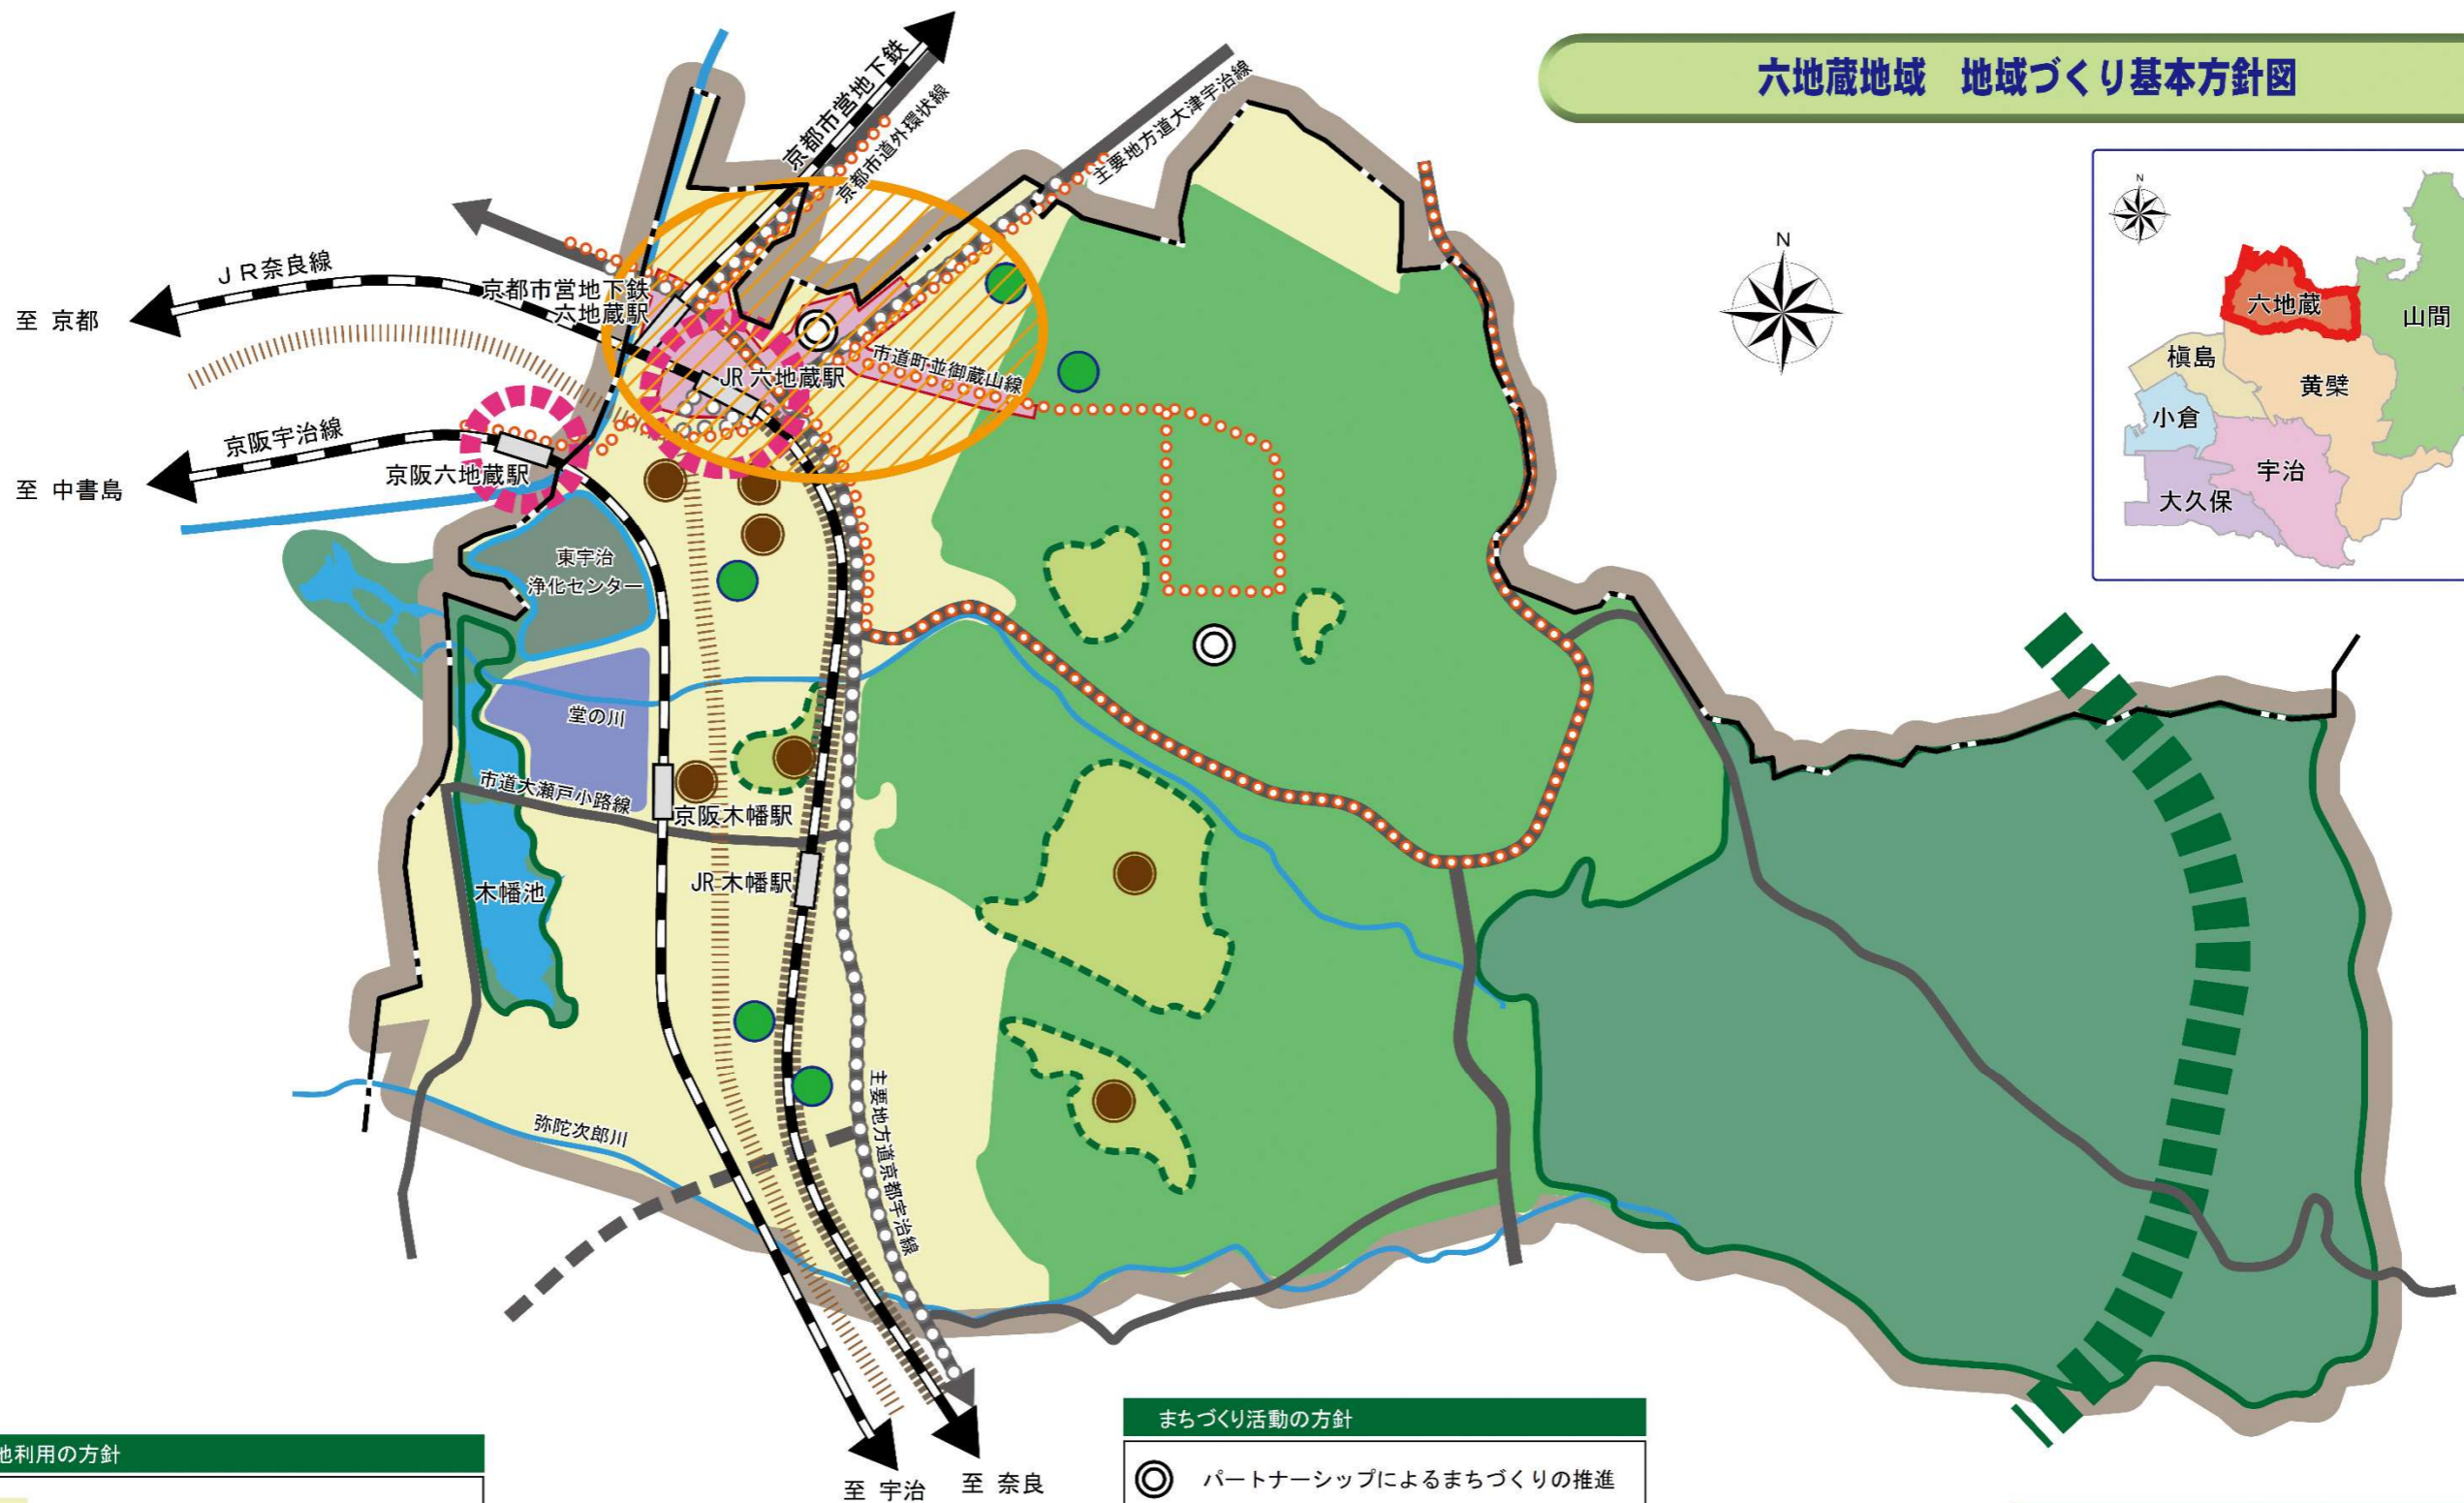 六地蔵地域 地域づくり基本方針図
京都市営地下鉄
京都市道外環状線
主要地方道大津宇治線
N
N
六地蔵
山間
槇島
黄檗
小倉
宇治
大久保
JR奈良線
至 京都
京都市営地下鉄
六地蔵駅
JR 六地蔵駅
市道町並御蔵山線
京阪宇治線
至 中書島
京阪六地蔵駅
東宇治
浄化センター
堂の川
市道大瀬戸小路線
京阪木幡駅
JR 木幡駅
木幡池
弥陀次郎川
主要地方道京都宇治線
至 宇治
至 奈良
地利用の方針
まちづくり活動の方針
パートナーシップによるまちづくりの推進